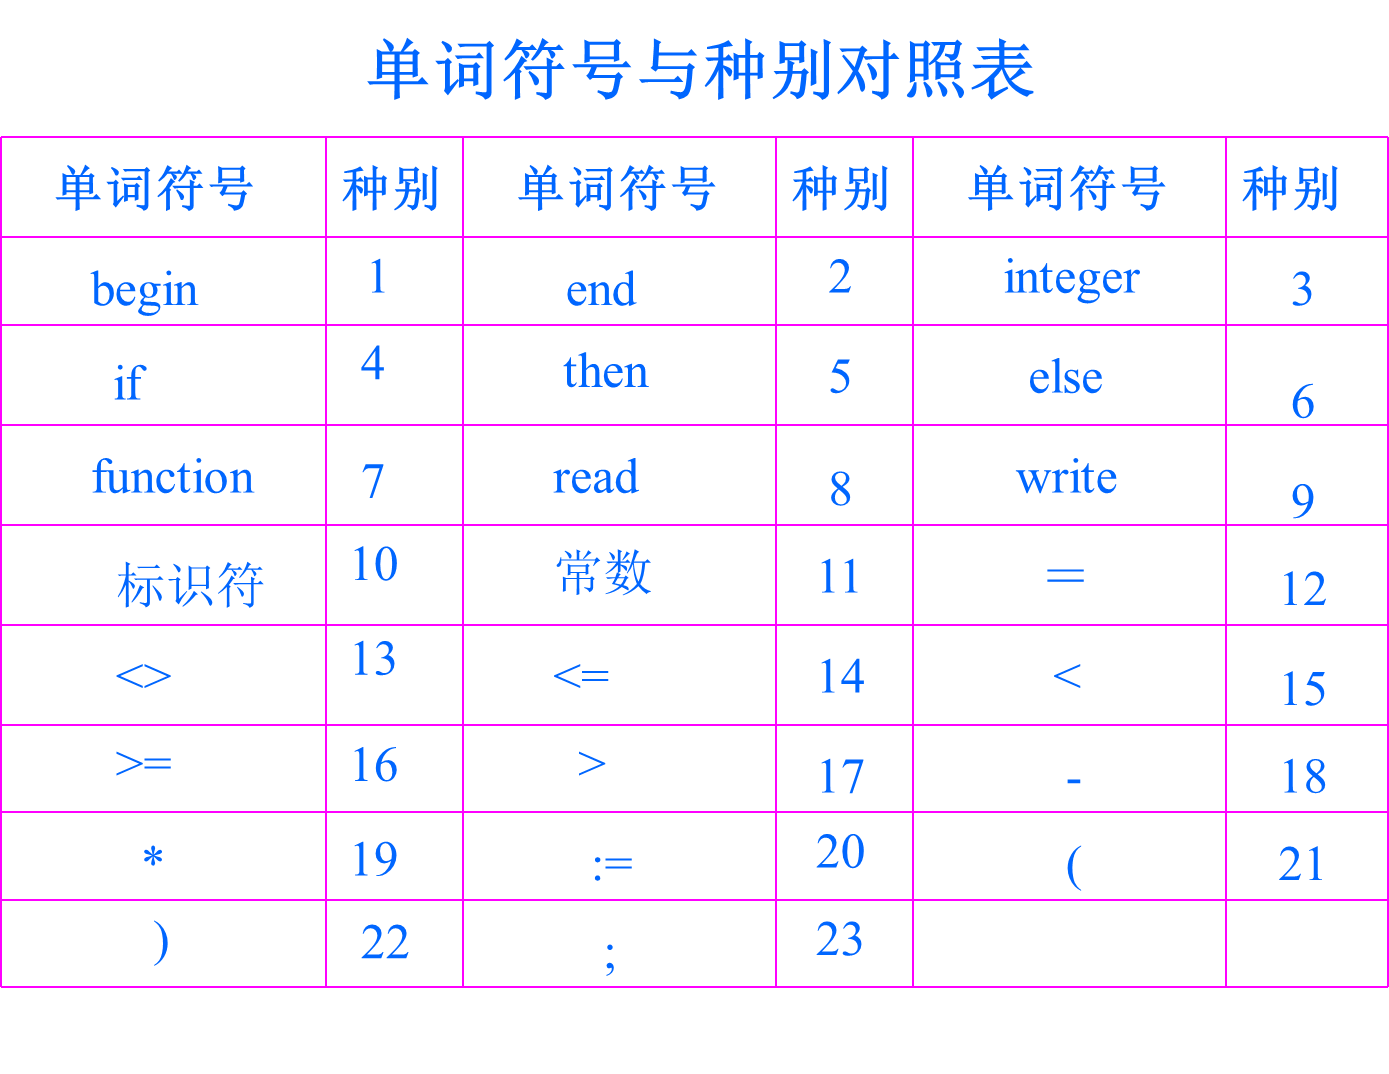 单词符号与种别对照表
单词符号 种别 单词符号 种别 单词符号 种别
begin 1 end 2 integer 3
if 4 then 5 else 6
function 7 read 8 write 9
标识符 10 常数 11 = 12
<> 13 <= 14 < 15
>= 16 > 17 - 18
* 19 := 20 ( 21
) 22 ; 23